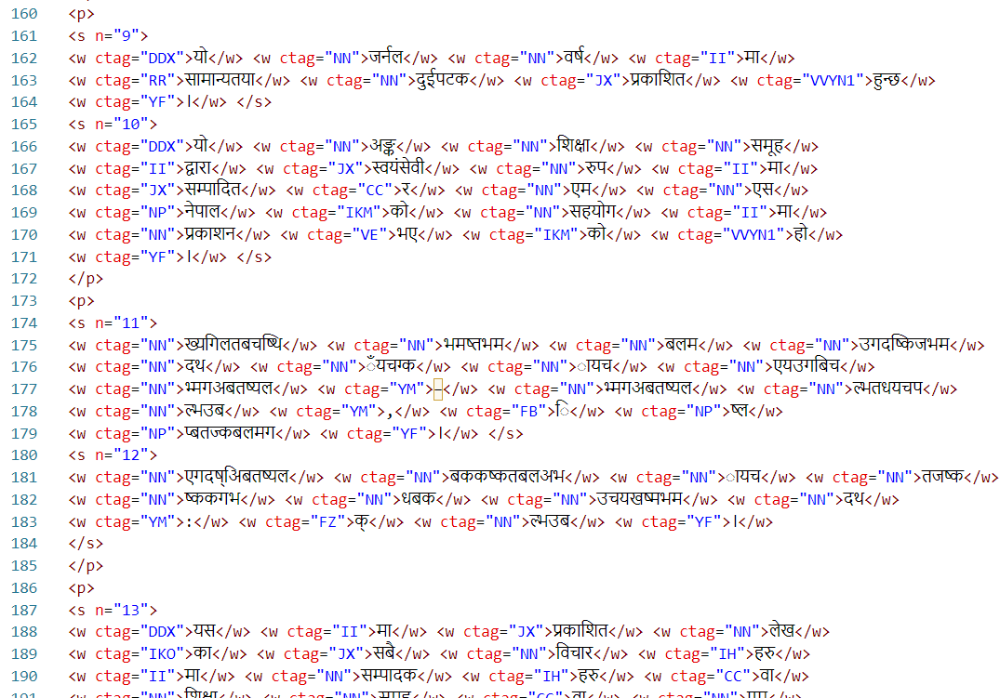 160 <p>
161 <s n="9">
162 <w ctag="DDX">यो</w> <w ctag="NN">जर्नल</w> <w ctag="NN">वर्ष</w> <w ctag="II">मा</w>
163 <w ctag="RR">सामान्यतया</w> <w ctag="NN">दुईपटक</w> <w ctag="JX">प्रकाशित</w> <w ctag="VVYN1">हुन्छ</w>
164 <w ctag="YF">।</w> </s>
165 <s n="10">
166 <w ctag="DDX">यो</w> <w ctag="NN">अङ्क</w> <w ctag="NN">शिक्षा</w> <w ctag="NN">समूह</w>
167 <w ctag="II">द्वारा</w> <w ctag="JX">स्वयंसेवी</w> <w ctag="NN">रुप</w> <w ctag="II">मा</w>
168 <w ctag="JX">सम्पादित</w> <w ctag="CC">र</w> <w ctag="NN">एम</w> <w ctag="NN">एस</w>
169 <w ctag="NP">नेपाल</w> <w ctag="IKM">को</w> <w ctag="NN">सहयोग</w> <w ctag="II">मा</w>
170 <w ctag="NN">प्रकाशन</w> <w ctag="VE">भए</w> <w ctag="IKM">को</w> <w ctag="VVYN1">हो</w>
171 <w ctag="YF">।</w> </s>
172 </p>
173 <p>
174 <s n="11">
175 <w ctag="NN">ख्यगिलतबचष्थि</w> <w ctag="NN">भमष्तभम</w> <w ctag="NN">बलम</w> <w ctag="NN">उगदष्किजभम</w>
176 <w ctag="NN">दथ</w> <w ctag="NN">ँयचग्क</w> <w ctag="NN">ायच</w> <w ctag="NN">एयउगबिच</w>
177 <w ctag="NN">भ्मगअबतष्यल</w> <w ctag="YM">–</w> <w ctag="NN">भ्मगअबतष्यल</w> <w ctag="NN">ल्भतधयचप</w>
178 <w ctag="NN">ल्भउब</w> <w ctag="YM">,</w> <w ctag="FB">ि</w> <w ctag="NP">ष्ल</w>
179 <w ctag="NP">प्बतज्कबलमग</w> <w ctag="YF">।</w> </s>
180 <s n="12">
181 <w ctag="NN">एगदष्अिबतष्यल</w> <w ctag="NN">बककष्कतबलअभ</w> <w ctag="NN">ायच</w> <w ctag="NN">तजष्क</w>
182 <w ctag="NN">ष्ककगभ</w> <w ctag="NN">धबक</w> <w ctag="NN">उचयखष्मभम</w> <w ctag="NN">दथ</w>
183 <w ctag="YM">:</w> <w ctag="FZ">क्</w> <w ctag="NN">ल्भउब</w> <w ctag="YF">।</w>
184 </s>
185 </p>
186 <p>
187 <s n="13">
188 <w ctag="DDX">यस</w> <w ctag="II">मा</w> <w ctag="JX">प्रकाशित</w> <w ctag="NN">लेख</w>
189 <w ctag="IKO">का</w> <w ctag="JX">सबै</w> <w ctag="NN">विचार</w> <w ctag="IH">हरु</w>
190 <w ctag="II">मा</w> <w ctag="NN">सम्पादक</w> <w ctag="IH">हरु</w> <w ctag="CC">वा</w>